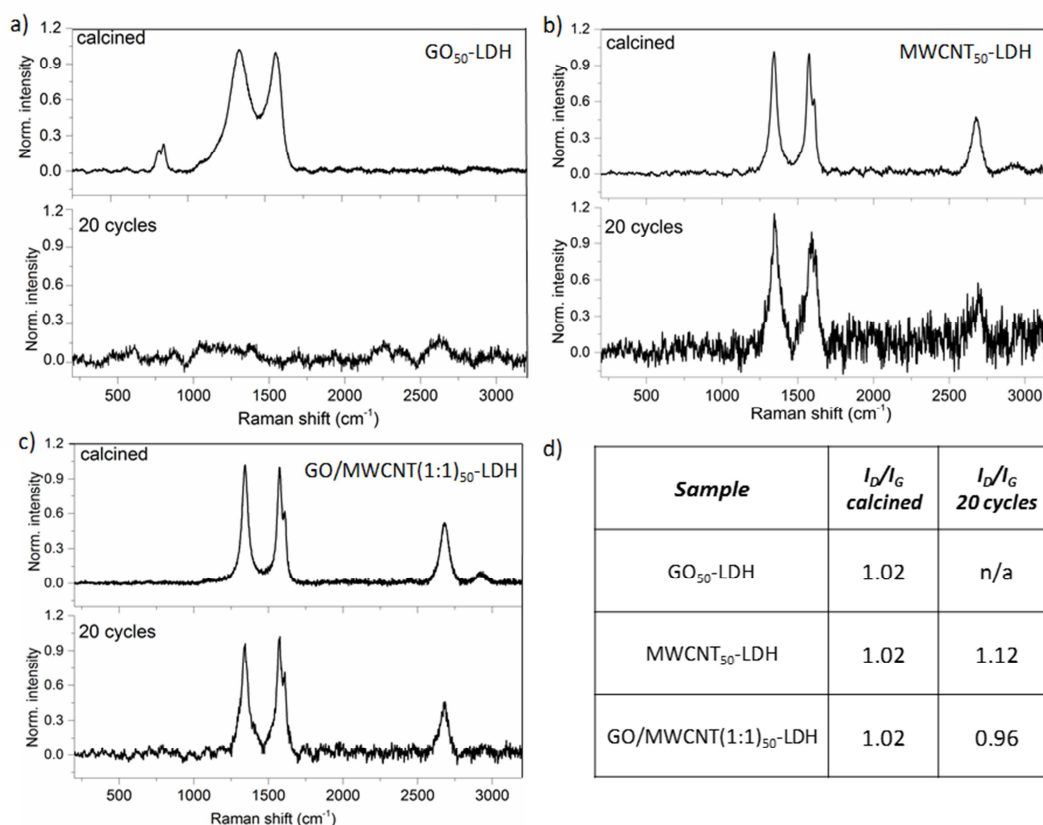 a)
calcined
GO₅₀-LDH
Norm. intensity
1.2
0.9
0.6
0.3
0.0
20 cycles
Norm. intensity
1.2
0.9
0.6
0.3
0.0
500 1000 1500 2000 2500 3000
Raman shift (cm⁻¹)
b)
calcined
MWCNT₅₀-LDH
Norm. intensity
1.2
0.9
0.6
0.3
0.0
20 cycles
Norm. intensity
1.2
0.9
0.6
0.3
0.0
500 1000 1500 2000 2500 3000
Raman shift (cm⁻¹)
c)
calcined
GO/MWCNT(1:1)₅₀-LDH
Norm. intensity
1.2
0.9
0.6
0.3
0.0
20 cycles
Norm. intensity
1.2
0.9
0.6
0.3
0.0
500 1000 1500 2000 2500 3000
Raman shift (cm⁻¹)
d)
Sample I_D/I_G calcined I_D/I_G 20 cycles
GO₅₀-LDH 1.02 n/a
MWCNT₅₀-LDH 1.02 1.12
GO/MWCNT(1:1)₅₀-LDH 1.02 0.96